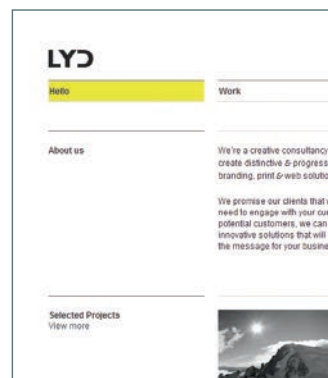 LYD
Hello
Work
About us
We're a creative consultancy
create distinctive & progress
branding, print & web solutio
We promise our clients that
need to engage with your cur
potential customers, we can
innovative solutions that will
the message for your busine
Selected Projects
View more